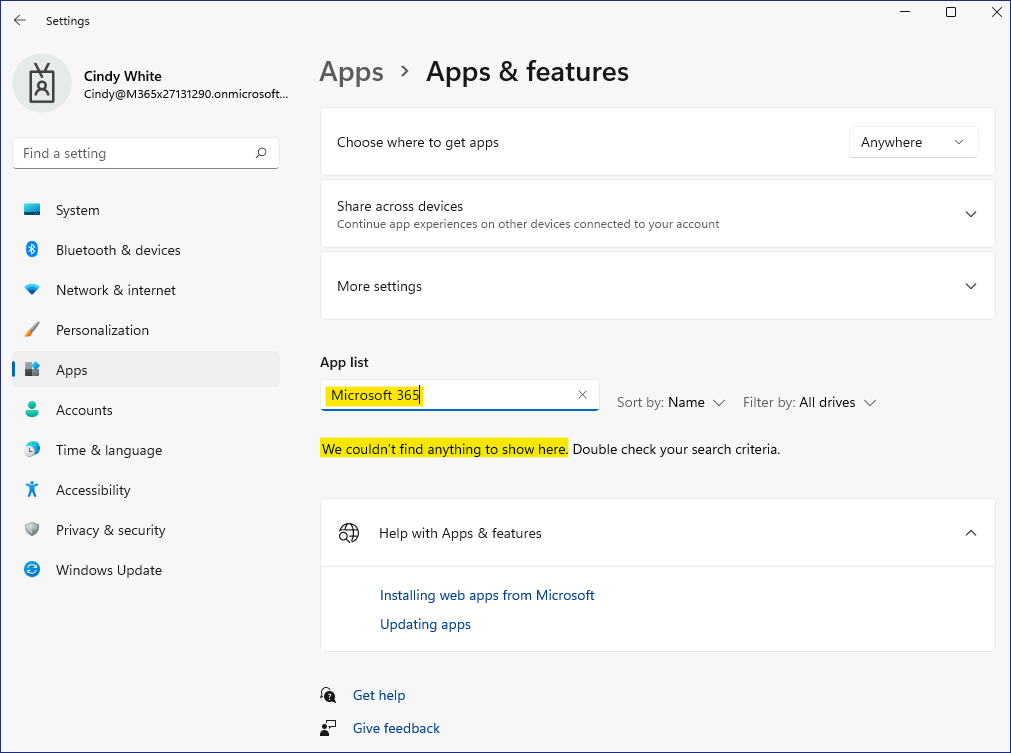 Settings
Cindy White
Cindy@M365x27131290.onmicrosoft...
Find a setting
System
Bluetooth & devices
Network & internet
Personalization
Apps
Accounts
Time & language
Accessibility
Privacy & security
Windows Update
Apps > Apps & features
Choose where to get apps
Anywhere
Share across devices
Continue app experiences on other devices connected to your account
More settings
App list
Microsoft 365
Sort by: Name
Filter by: All drives
We couldn't find anything to show here. Double check your search criteria.
Help with Apps & features
Installing web apps from Microsoft
Updating apps
Get help
Give feedback